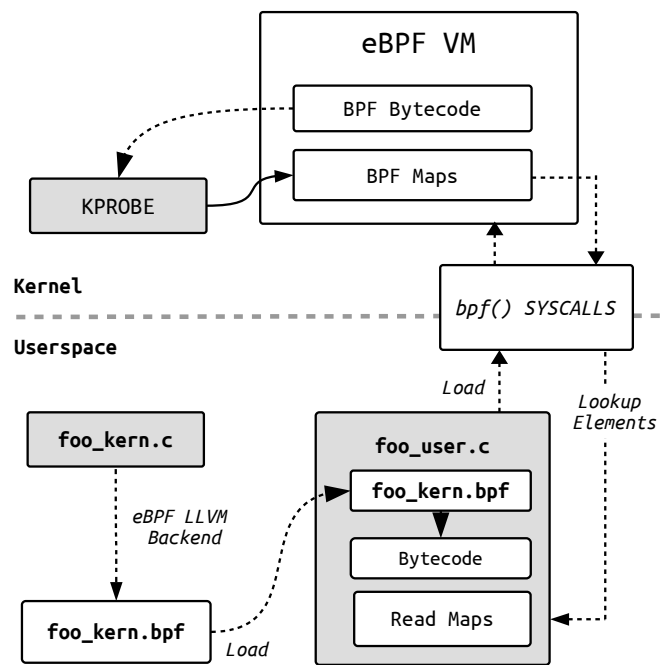 eBPF VM
BPF Bytecode
BPF Maps
KPROBE
Kernel
bpf() SYSCALLS
Userspace
Load
Lookup
Elements
foo_kern.c
foo_user.c
foo_kern.bpf
eBPF LLVM
Backend
Bytecode
foo_kern.bpf
Load
Read Maps